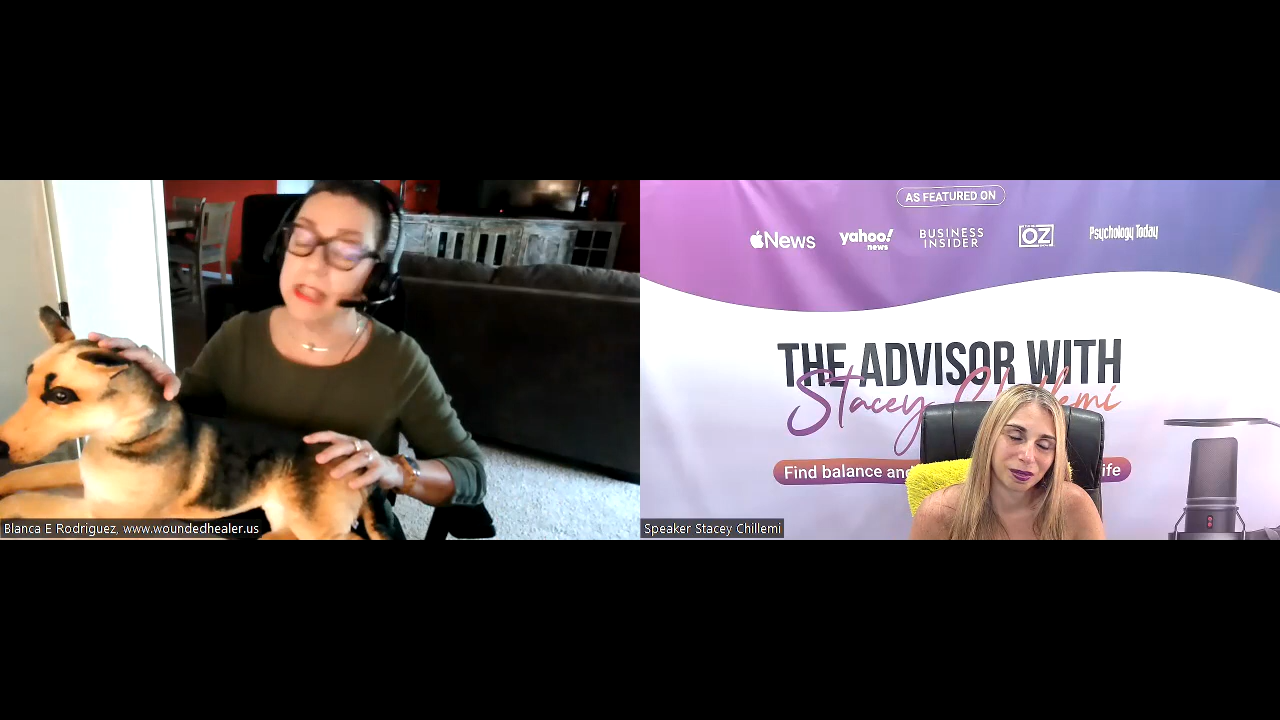 AS FEATURED ON
News
yahoo!
news
BUSINESS
INSIDER
OZ
Psychology Today
THE ADVISOR WITH
Stacey Chillemi
Find balance and
ife
Blanca E Rodriguez, www.woundedhealer.us
Speaker Stacey Chillemi